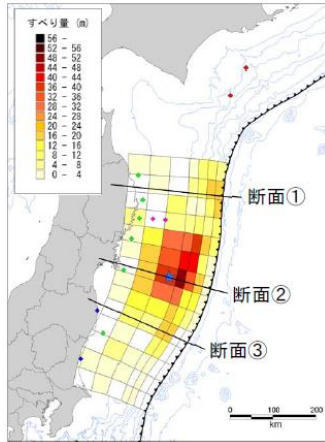 すべり量 (m)
56 -
52 - 56
48 - 52
44 - 48
40 - 44
36 - 40
32 - 36
28 - 32
24 - 28
20 - 24
16 - 20
12 - 16
8 - 12
4 - 8
0 - 4
断面①
断面②
断面③
0 100 200
km